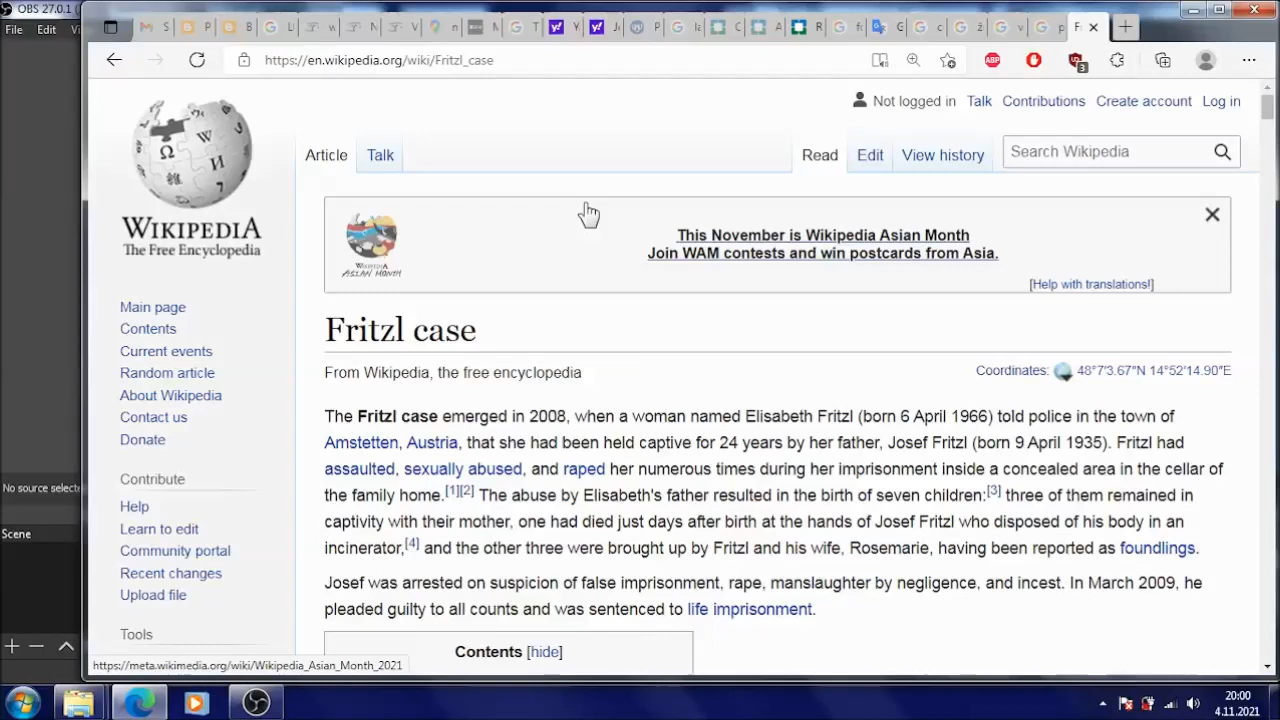 OBS 27.0.1
File Edit
S
P
B
G
N
V
n
M
G T
Y
P
G
C
A
R
G
G
G
G ž
G v
G p
https://en.wikipedia.org/wiki/Fritzl_case
ABP
3
Not logged in Talk Contributions Create account Log in
Article Talk Read Edit View history Search Wikipedia
WIKIPEDIA
The Free Encyclopedia
This November is Wikipedia Asian Month
Join WAM contests and win postcards from Asia.
[Help with translations!]
WIKIPEDIA
ASIAN MONTH
Main page
Contents
Current events
Random article
About Wikipedia
Contact us
Donate
Contribute
Help
Learn to edit
Community portal
Recent changes
Upload file
Tools
Fritzl case
From Wikipedia, the free encyclopedia
Coordinates: 48°7′3.67″N 14°52′14.90″E
The Fritzl case emerged in 2008, when a woman named Elisabeth Fritzl (born 6 April 1966) told police in the town of
Amstetten, Austria, that she had been held captive for 24 years by her father, Josef Fritzl (born 9 April 1935). Fritzl had
assaulted, sexually abused, and raped her numerous times during her imprisonment inside a concealed area in the cellar of
the family home.[1][2] The abuse by Elisabeth's father resulted in the birth of seven children:[3] three of them remained in
captivity with their mother, one had died just days after birth at the hands of Josef Fritzl who disposed of his body in an
incinerator,[4] and the other three were brought up by Fritzl and his wife, Rosemarie, having been reported as foundlings.
Josef was arrested on suspicion of false imprisonment, rape, manslaughter by negligence, and incest. In March 2009, he
pleaded guilty to all counts and was sentenced to life imprisonment.
Contents [hide]
No source select
Scene
https://meta.wikimedia.org/wiki/Wikipedia_Asian_Month_2021
20:00
4.11.2021